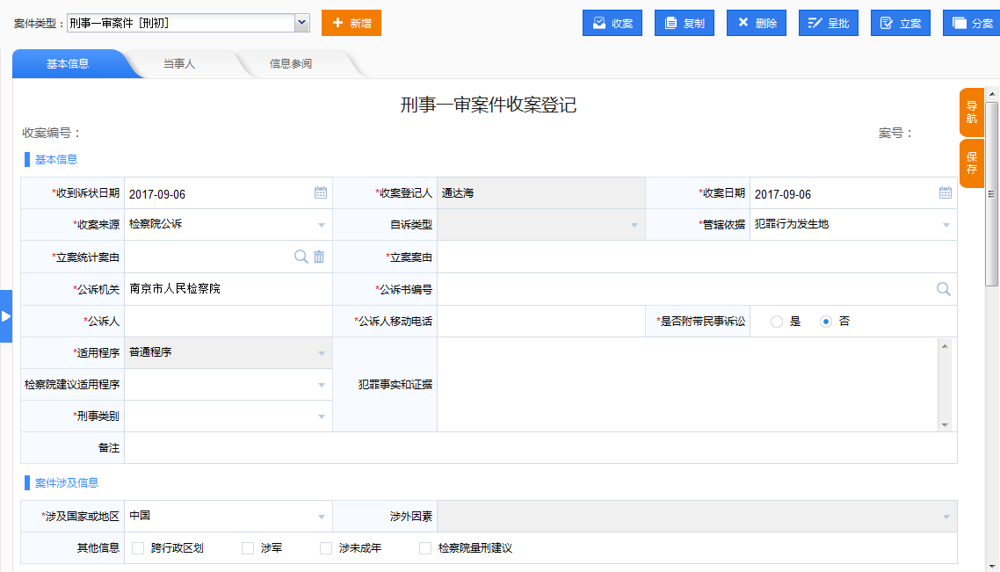 案件类型： 刑事一审案件 [刑初] 新增 收案 复制 删除 呈批 立案 分案
基本信息 当事人 信息参阅
刑事一审案件收案登记
导航
保存
收案编号： 案号：
基本信息
*收到诉状日期 2017-09-06 *收案登记人 通达海 *收案日期 2017-09-06
*收案来源 检察院公诉 自诉类型 *管辖依据 犯罪行为发生地
*立案统计案由 *立案案由
*公诉机关 南京市人民检察院 *公诉书编号
*公诉人 *公诉人移动电话 *是否附带民事诉讼 是 否
*适用程序 普通程序
检察院建议适用程序 犯罪事实和证据
*刑事类别
备注
案件涉及信息
*涉及国家或地区 中国 涉外因素
其他信息 跨行政区划 涉军 涉未成年 检察院量刑建议